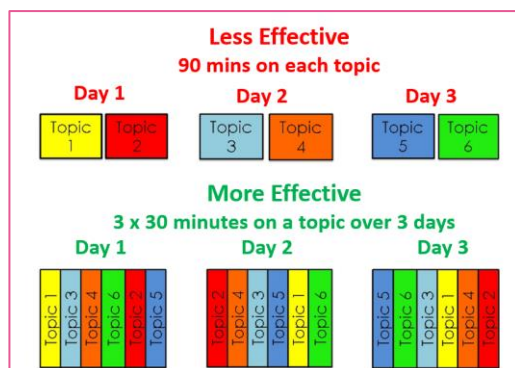 Less Effective
90 mins on each topic
Day 1
Day 2
Day 3
Topic
1
Topic
2
Topic
3
Topic
4
Topic
5
Topic
6
More Effective
3 x 30 minutes on a topic over 3 days
Day 1
Day 2
Day 3
Topic 1
Topic 3
Topic 4
Topic 6
Topic 2
Topic 5
Topic 2
Topic 4
Topic 3
Topic 5
Topic 1
Topic 6
Topic 5
Topic 6
Topic 3
Topic 1
Topic 4
Topic 2